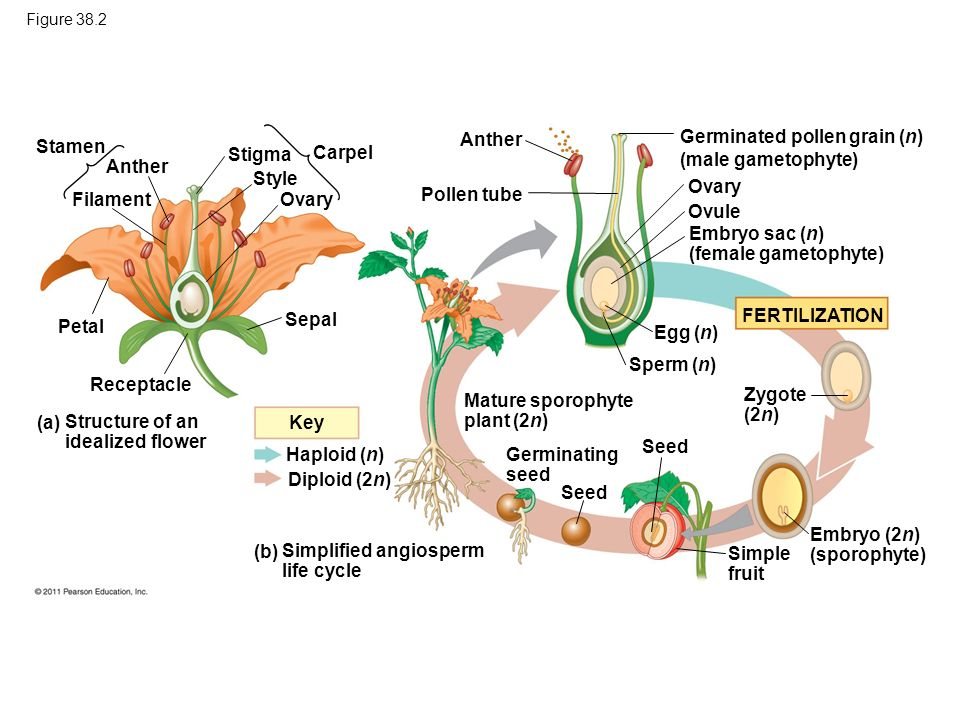 Figure 38.2
Stamen
Anther
Filament
Stigma
Style
Ovary
Carpel
Petal
Sepal
Receptacle
(a) Structure of an
idealized flower
Key
Haploid (n)
Diploid (2n)
Anther
Pollen tube
Germinated pollen grain (n)
(male gametophyte)
Ovary
Ovule
Embryo sac (n)
(female gametophyte)
FERTILIZATION
Egg (n)
Sperm (n)
Zygote
(2n)
Mature sporophyte
plant (2n)
Germinating
seed
Seed
Seed
Embryo (2n)
(sporophyte)
Simple
fruit
(b) Simplified angiosperm
life cycle
© 2011 Pearson Education, Inc.